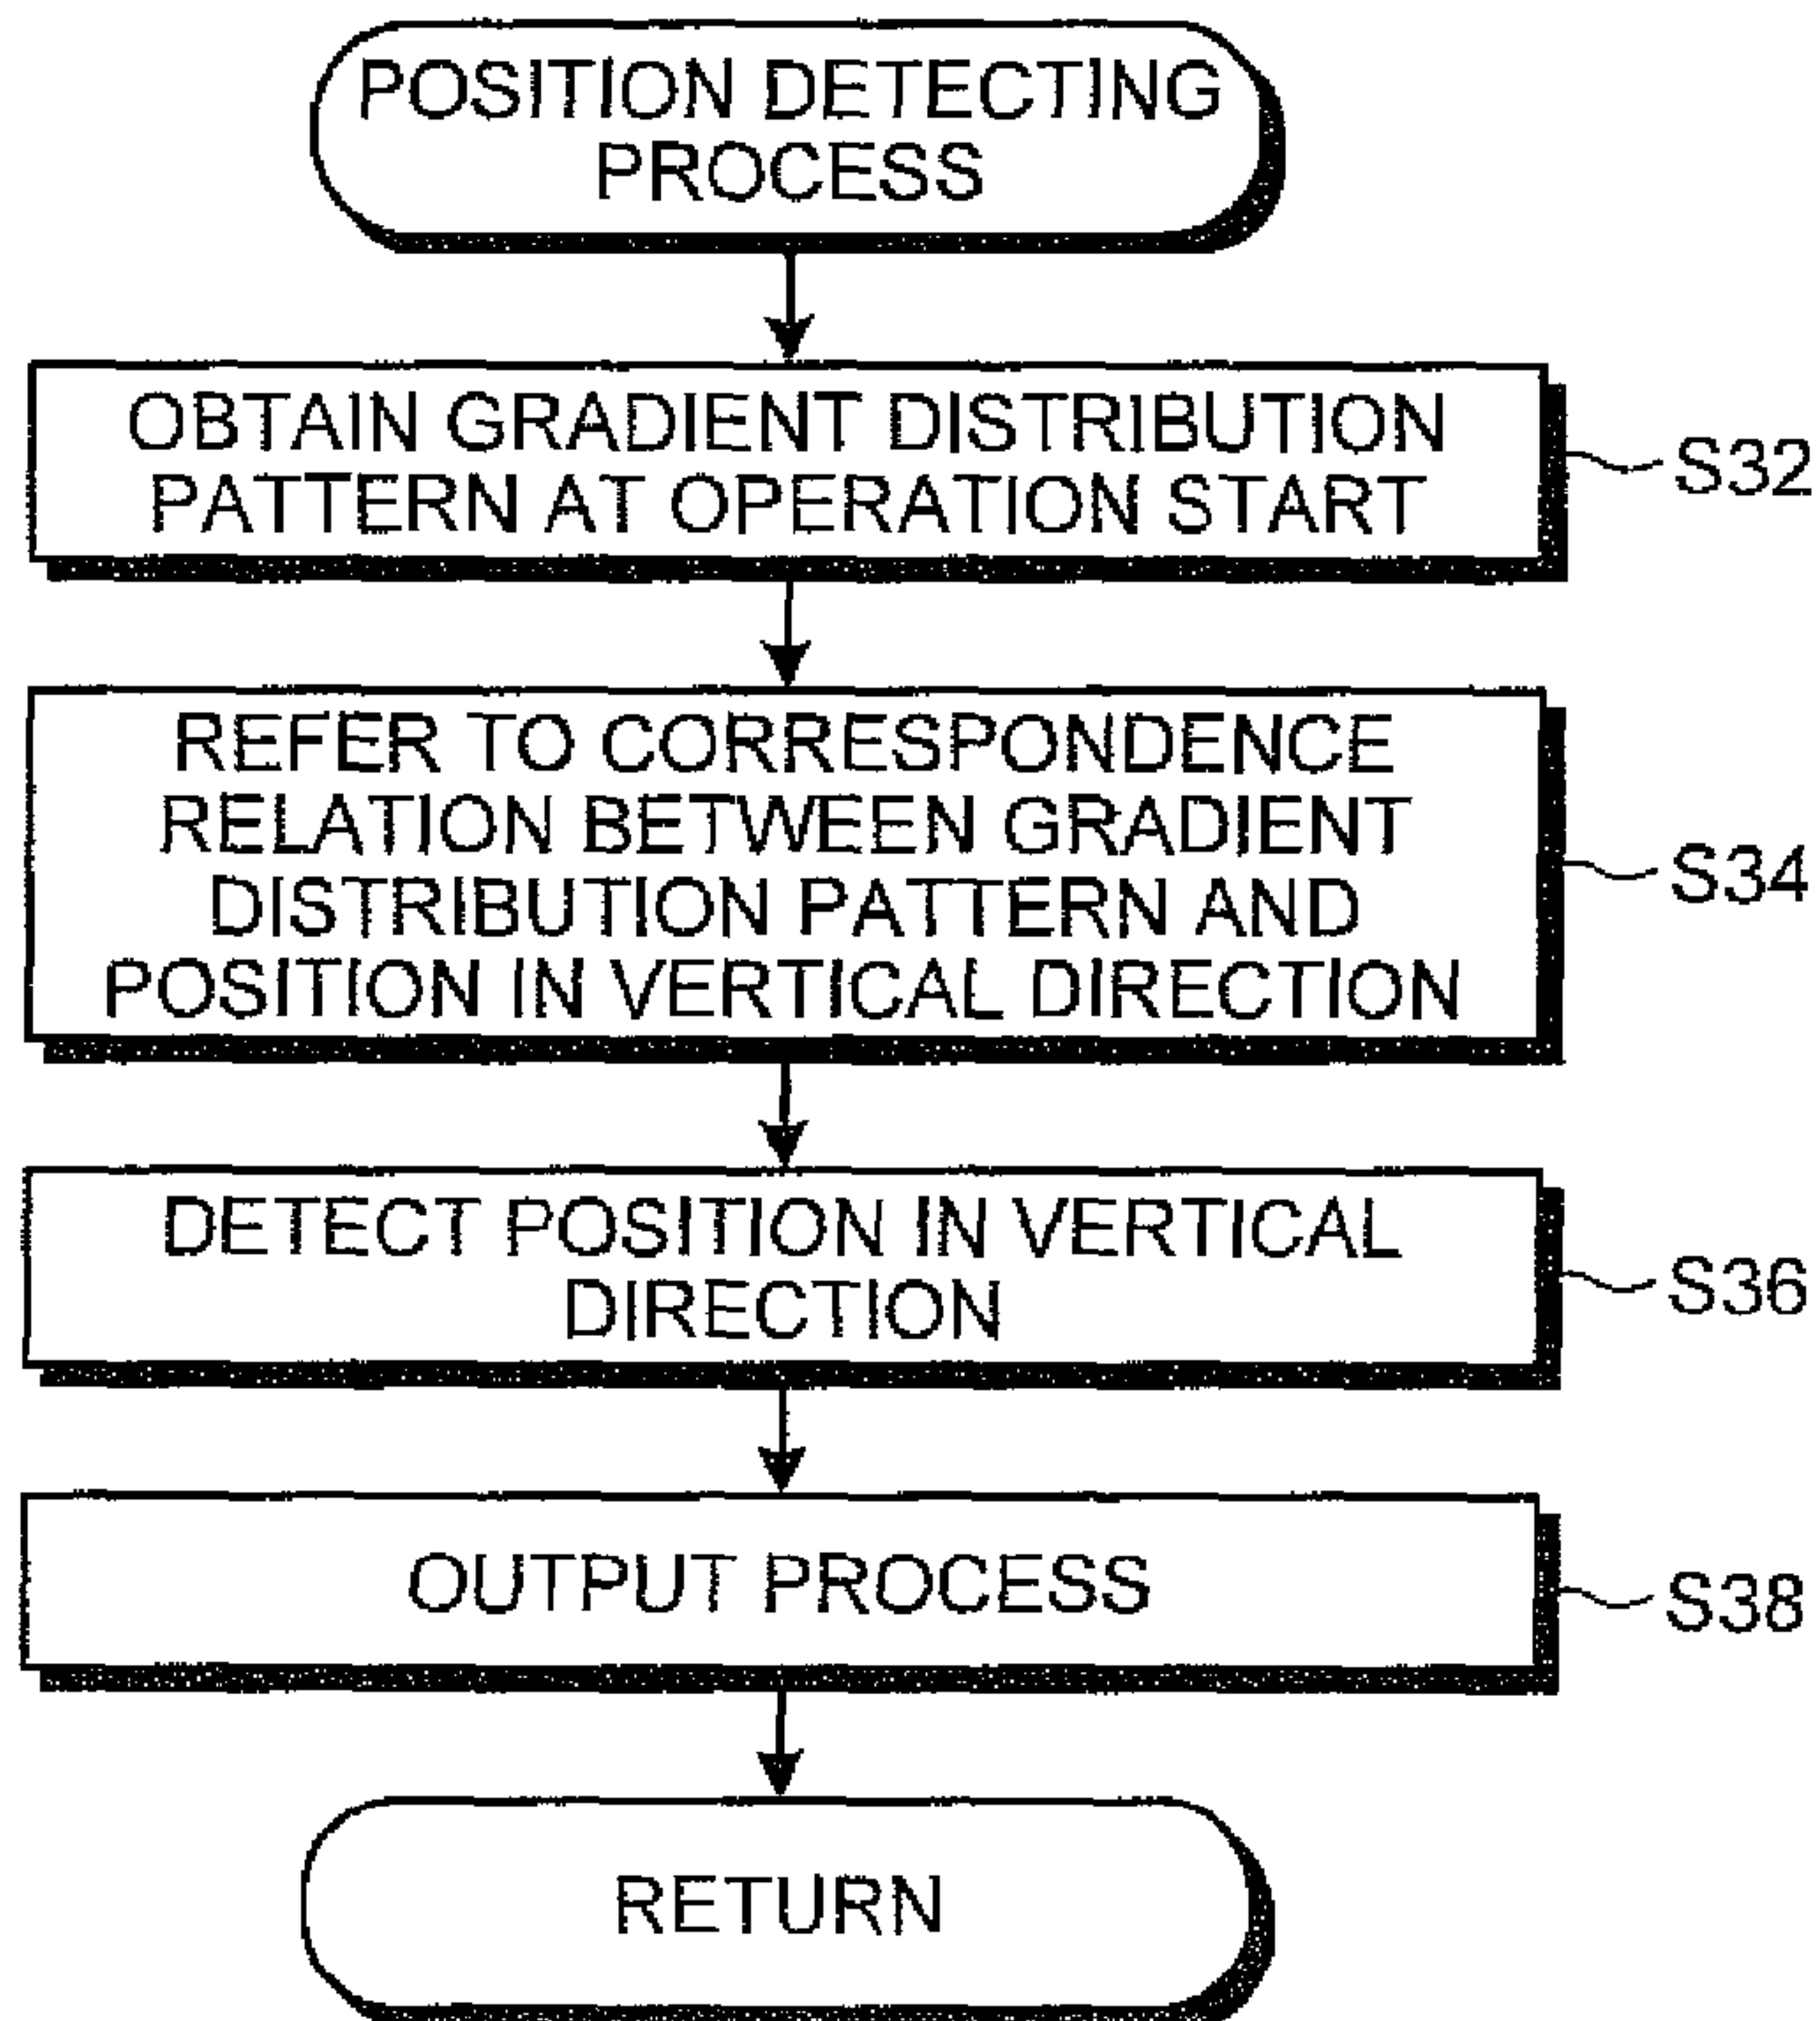 POSITION DETECTING
PROCESS
OBTAIN GRADIENT DISTRIBUTION
PATTERN AT OPERATION START
S32
REFER TO CORRESPONDENCE
RELATION BETWEEN GRADIENT
DISTRIBUTION PATTERN AND
POSITION IN VERTICAL DIRECTION
S34
DETECT POSITION IN VERTICAL
DIRECTION
S36
OUTPUT PROCESS
S38
RETURN